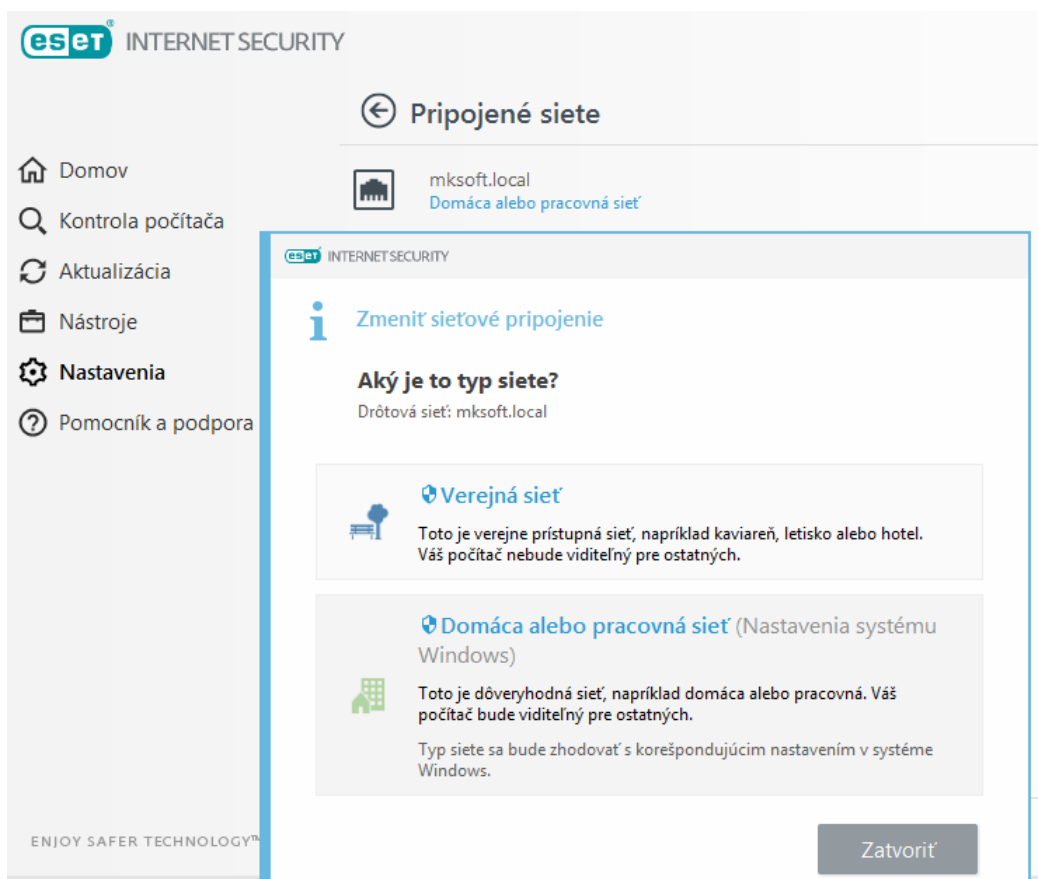 eset® INTERNET SECURITY
Pripojené siete
Domov
Kontrola počítača
Aktualizácia
Nástroje
Nastavenia
Pomocník a podpora
ENJOY SAFER TECHNOLOGY™
mksoft.local
Domáca alebo pracovná sieť
eset INTERNET SECURITY
Zmeniť sieťové pripojenie
Aký je to typ siete?
Drôtová sieť: mksoft.local
Verejná sieť
Toto je verejne prístupná sieť, napríklad kaviareň, letisko alebo hotel.
Váš počítač nebude viditeľný pre ostatných.
Domáca alebo pracovná sieť (Nastavenia systému
Windows)
Toto je dôveryhodná sieť, napríklad domáca alebo pracovná. Váš
počítač bude viditeľný pre ostatných.
Typ siete sa bude zhodovať s korešpondujúcim nastavením v systéme
Windows.
Zatvoriť